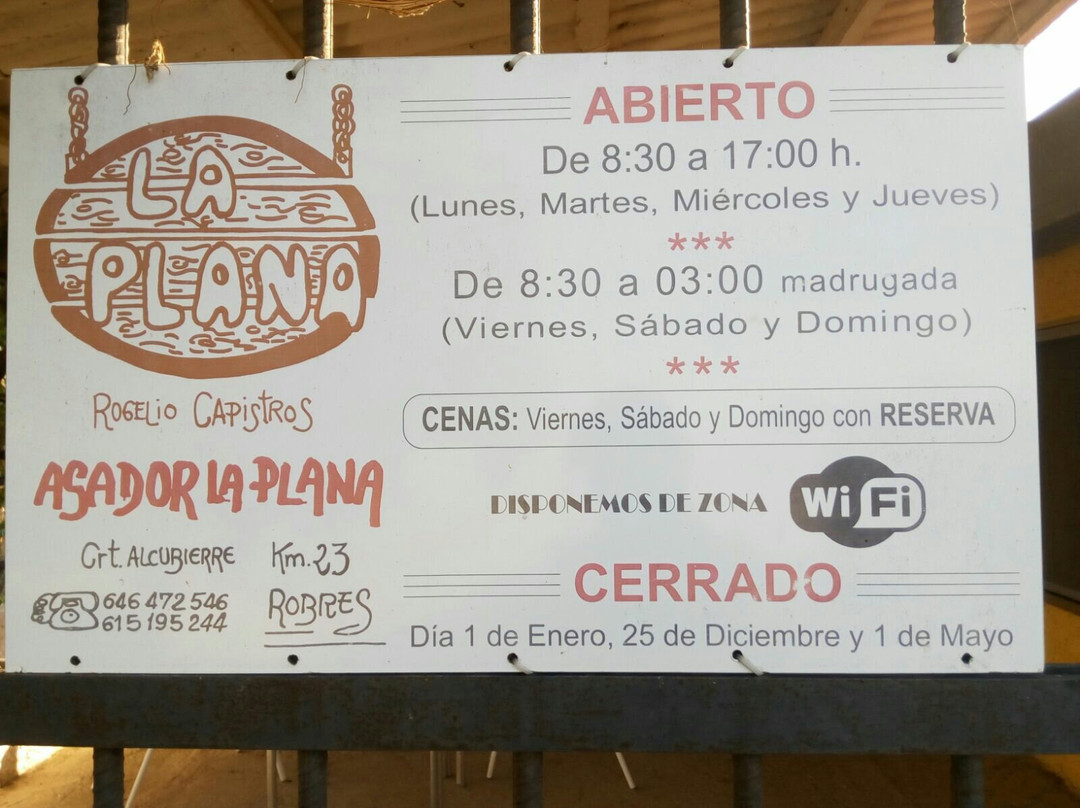 LA
PLANA
ROGELIO CAPISTROS
ASADOR LA PLANA
Crt. ALCUBIERRE Km. 23
646 472 546
615 195 244
ROBRES
ABIERTO
De 8:30 a 17:00 h.
(Lunes, Martes, Miércoles y Jueves)
***
De 8:30 a 03:00 madrugada
(Viernes, Sábado y Domingo)
***
CENAS: Viernes, Sábado y Domingo con RESERVA
DISPONEMOS DE ZONA WiFi
CERRADO
Día 1 de Enero, 25 de Diciembre y 1 de Mayo